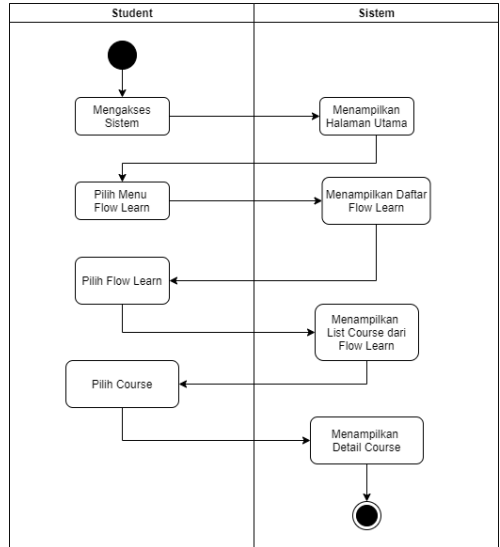 Student
Sistem
Mengakses
Sistem
Menampilkan
Halaman Utama
Pilih Menu
Flow Learn
Menampilkan Daftar
Flow Learn
Pilih Flow Learn
Menampilkan
List Course dari
Flow Learn
Pilih Course
Menampilkan
Detail Course